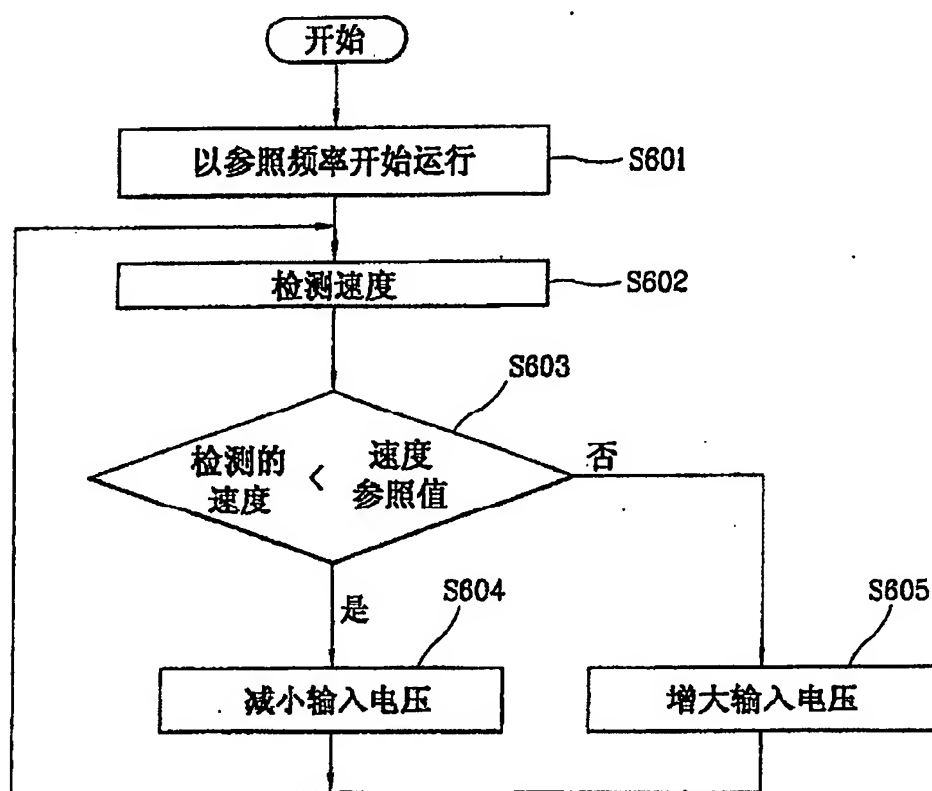 开始
以参照频率开始运行
S601
检测速度
S602
S603
检测的
速度
<
速度
参照值
否
是
S604
S605
减小输入电压
增大输入电压